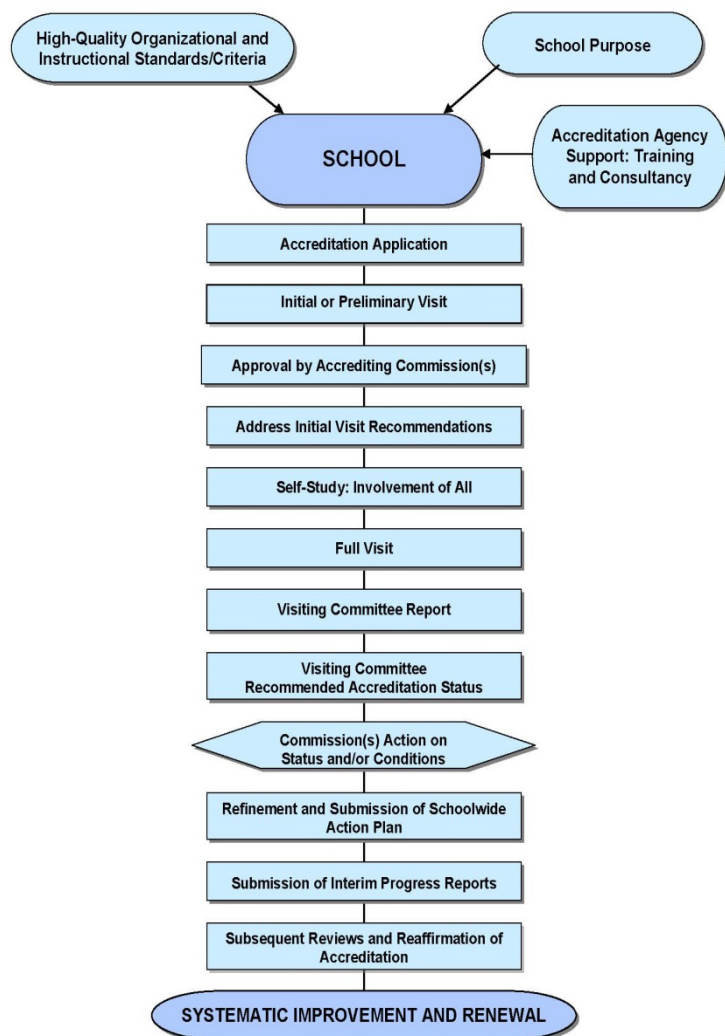 High-Quality Organizational and
Instructional Standards/Criteria
School Purpose
SCHOOL
Accreditation Agency
Support: Training
and Consultancy
Accreditation Application
Initial or Preliminary Visit
Approval by Accrediting Commission(s)
Address Initial Visit Recommendations
Self-Study: Involvement of All
Full Visit
Visiting Committee Report
Visiting Committee
Recommended Accreditation Status
Commission(s) Action on
Status and/or Conditions
Refinement and Submission of Schoolwide
Action Plan
Submission of Interim Progress Reports
Subsequent Reviews and Reaffirmation of
Accreditation
SYSTEMATIC IMPROVEMENT AND RENEWAL